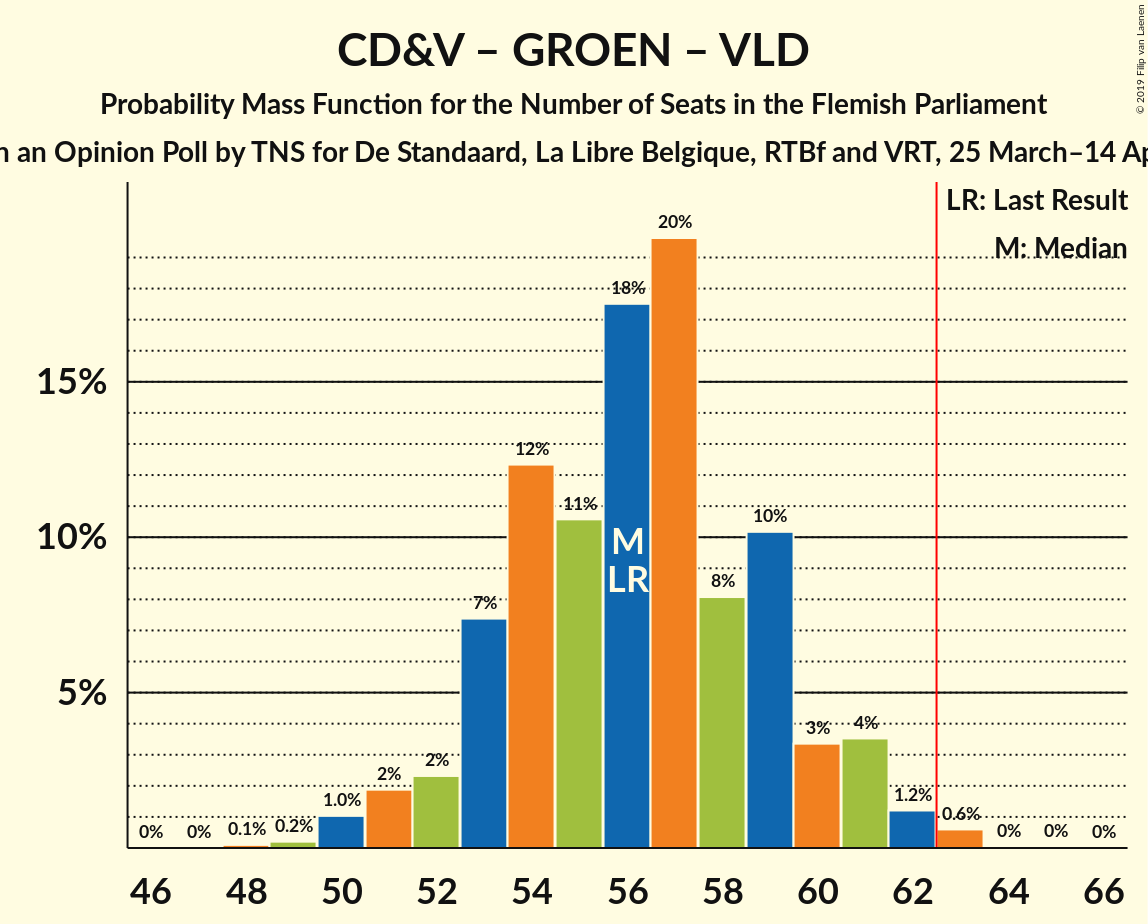 CD&V – GROEN – VLD
Probability Mass Function for the Number of Seats in the Flemish Parliament
an Opinion Poll by TNS for De Standaard, La Libre Belgique, RTBf and VRT, 25 March–14
© 2019 Filip van Laenen
LR: Last Result
M: Median
20%
18%
15%
12%
11%
10%
10%
M
LR
8%
7%
5%
4%
3%
2%
2%
1.2%
1.0%
0.6%
0.2%
0.1%
0%
0%
0%
0%
0%
46 48 50 52 54 56 58 60 62 64 66